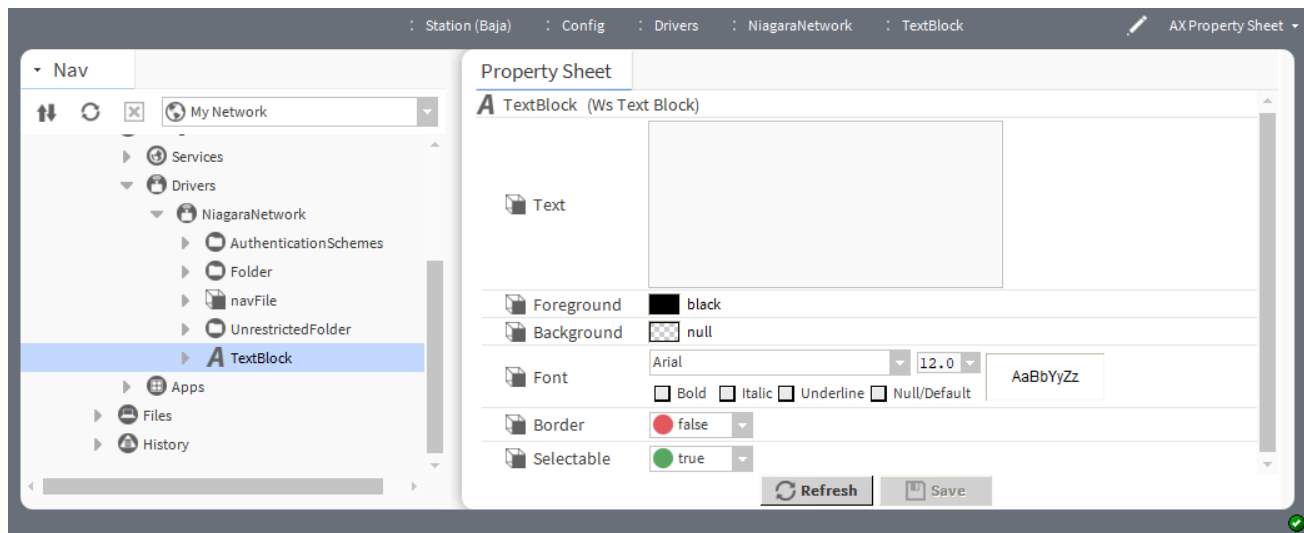 : Station (Baja) : Config : Drivers : NiagaraNetwork : TextBlock AX Property Sheet
Nav
My Network
Services
Drivers
NiagaraNetwork
AuthenticationSchemes
Folder
navFile
UnrestrictedFolder
TextBlock
Apps
Files
History
Property Sheet
A TextBlock (Ws Text Block)
Text
Foreground black
Background null
Font Arial 12.0 AaBbYyZz
Bold Italic Underline Null/Default
Border false
Selectable true
Refresh Save